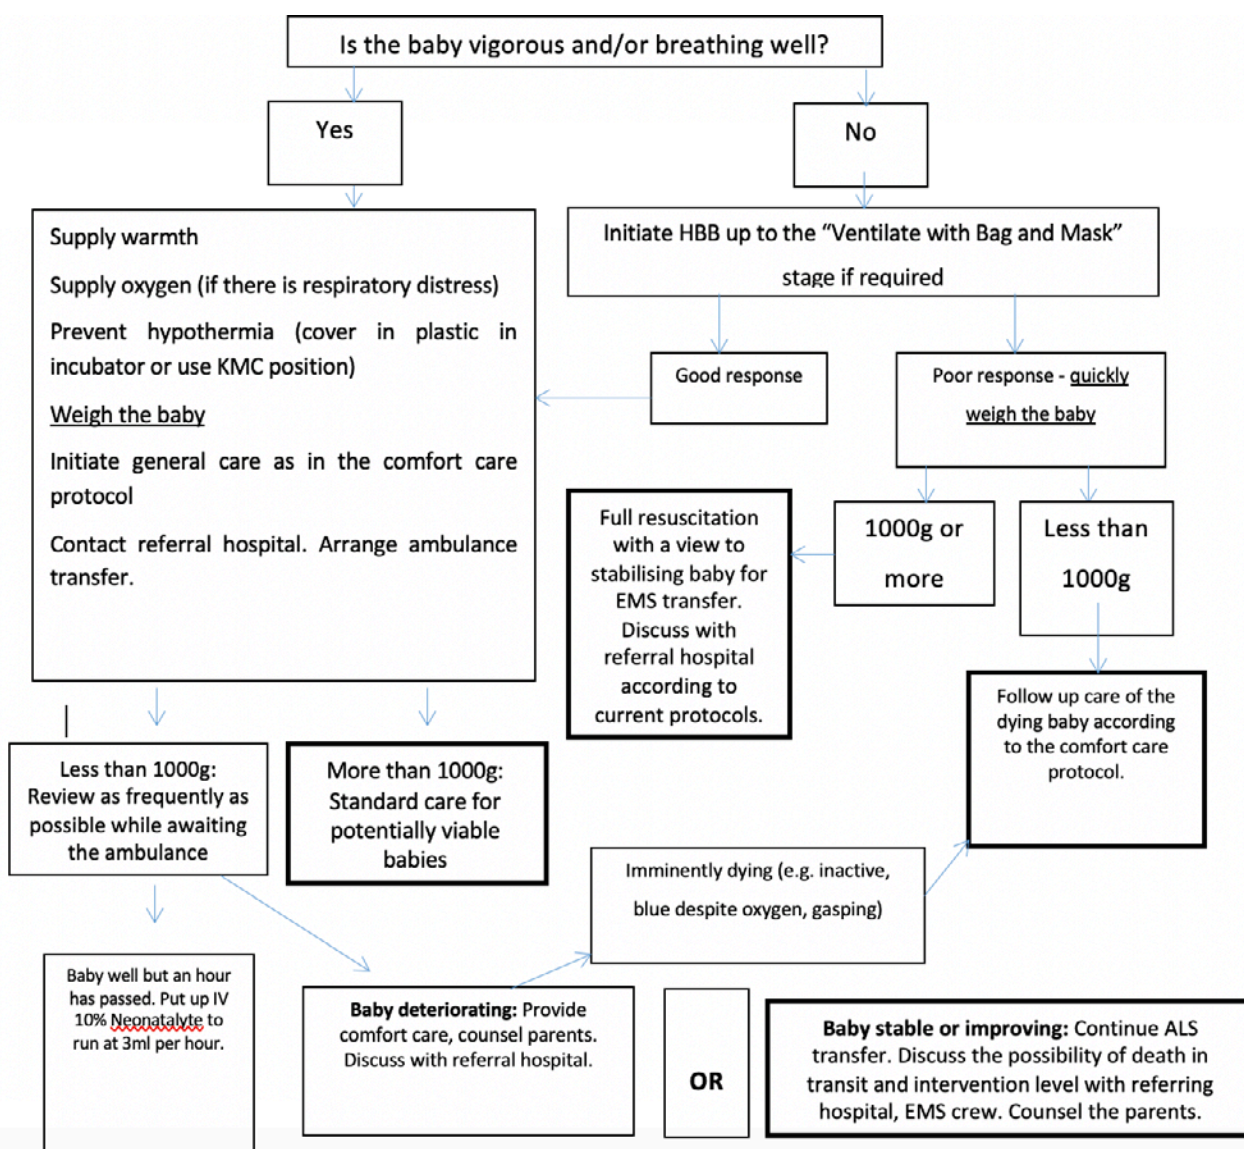 Is the baby vigorous and/or breathing well?
Yes
No
Supply warmth
Supply oxygen (if there is respiratory distress)
Prevent hypothermia (cover in plastic in
incubator or use KMC position)
Weigh the baby
Initiate general care as in the comfort care
protocol
Contact referral hospital. Arrange ambulance
transfer.
Initiate HBB up to the “Ventilate with Bag and Mask”
stage if required
Good response
Poor response - quickly
weigh the baby
Full resuscitation
with a view to
stabilising baby for
EMS transfer.
Discuss with
referral hospital
according to
current protocols.
1000g or
more
Less than
1000g
Follow up care of the
dying baby according
to the comfort care
protocol.
Less than 1000g:
Review as frequently as
possible while awaiting
the ambulance
More than 1000g:
Standard care for
potentially viable
babies
Imminently dying (e.g. inactive,
blue despite oxygen, gasping)
Baby well but an hour
has passed. Put up IV
10% Neonatalyte to
run at 3ml per hour.
Baby deteriorating: Provide
comfort care, counsel parents.
Discuss with referral hospital.
OR
Baby stable or improving: Continue ALS
transfer. Discuss the possibility of death in
transit and intervention level with referring
hospital, EMS crew. Counsel the parents.